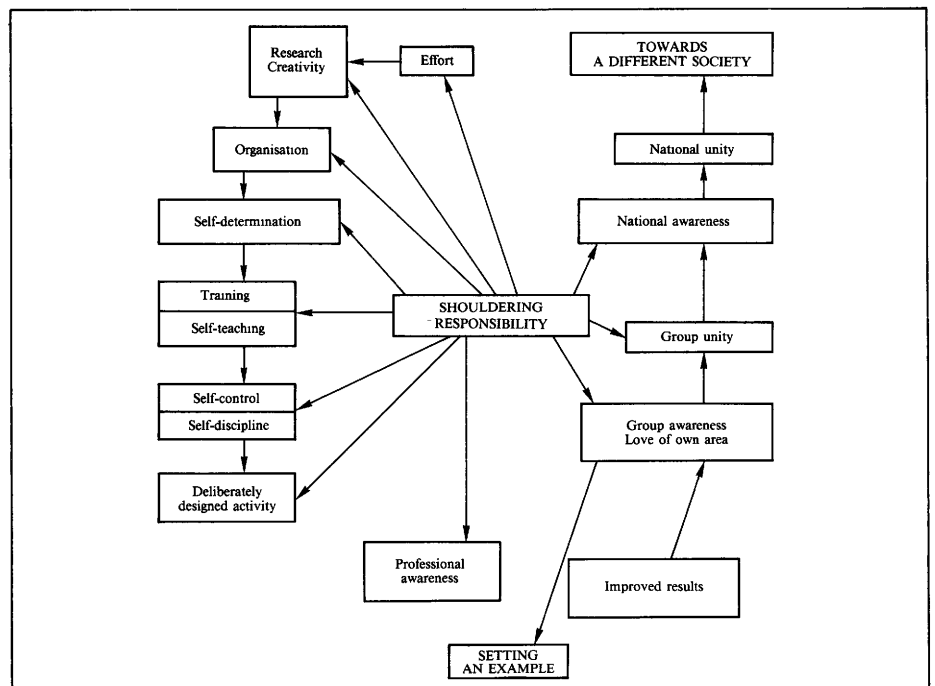 Research
Creativity
Effort
TOWARDS
A DIFFERENT SOCIETY
Organisation
National unity
Self-determination
National awareness
Training
Self-teaching
SHOULDERING
RESPONSIBILITY
Group unity
Self-control
Self-discipline
Group awareness
Love of own area
Deliberately
designed activity
Professional
awareness
Improved results
SETTING
AN EXAMPLE